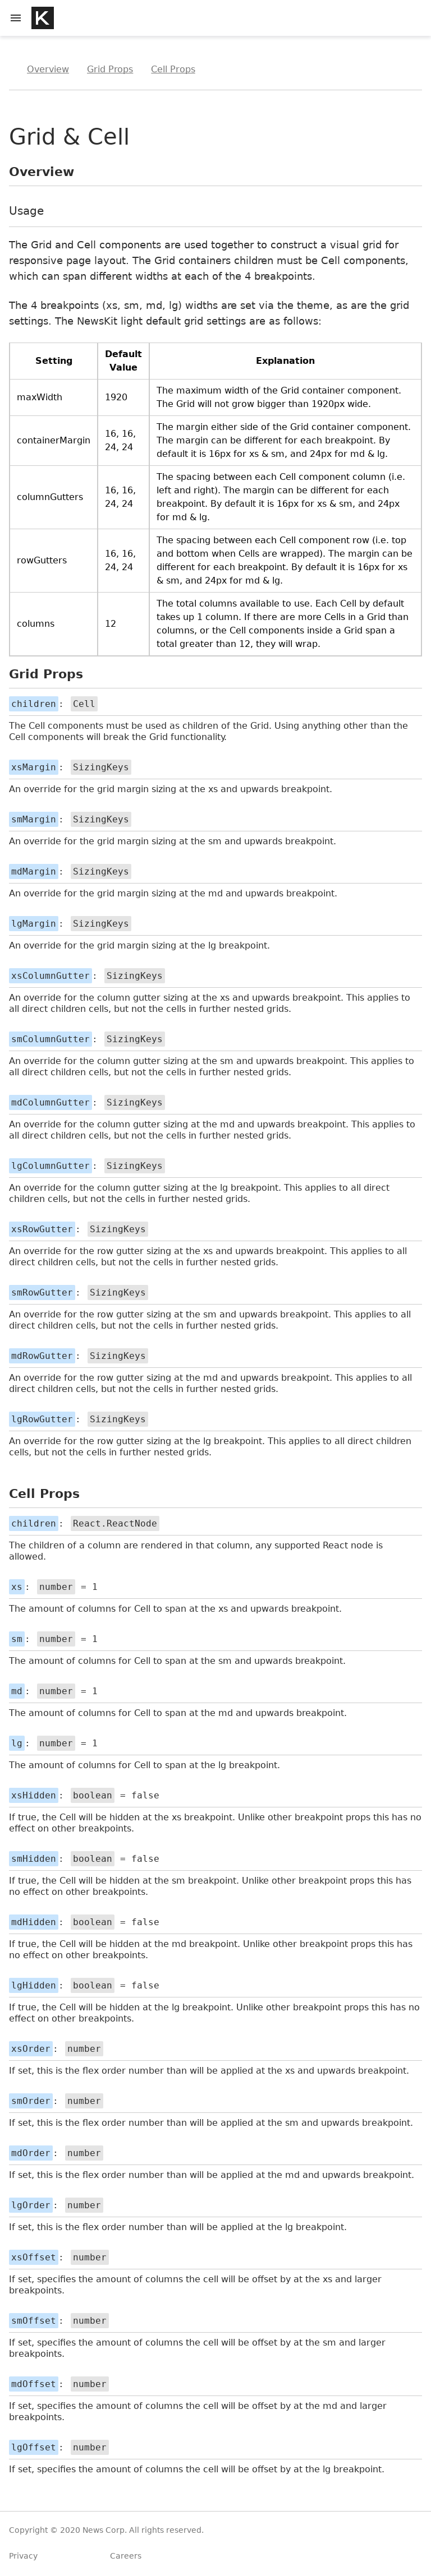 K
Overview Grid Props Cell Props
Grid & Cell
Overview
Usage
The Grid and Cell components are used together to construct a visual grid for
responsive page layout. The Grid containers children must be Cell components,
which can span different widths at each of the 4 breakpoints.
The 4 breakpoints (xs, sm, md, lg) widths are set via the theme, as are the grid
settings. The NewsKit light default grid settings are as follows:
Setting Default Value Explanation
maxWidth 1920 The maximum width of the Grid container component.
The Grid will not grow bigger than 1920px wide.
containerMargin 16, 16, 24, 24 The margin either side of the Grid container component.
The margin can be different for each breakpoint. By
default it is 16px for xs & sm, and 24px for md & lg.
columnGutters 16, 16, 24, 24 The spacing between each Cell component column (i.e.
left and right). The margin can be different for each
breakpoint. By default it is 16px for xs & sm, and 24px
for md & lg.
rowGutters 16, 16, 24, 24 The spacing between each Cell component row (i.e. top
and bottom when Cells are wrapped). The margin can be
different for each breakpoint. By default it is 16px for xs
& sm, and 24px for md & lg.
columns 12 The total columns available to use. Each Cell by default
takes up 1 column. If there are more Cells in a Grid than
columns, or the Cell components inside a Grid span a
total greater than 12, they will wrap.
Grid Props
children: Cell
The Cell components must be used as children of the Grid. Using anything other than the
Cell components will break the Grid functionality.
xsMargin: SizingKeys
An override for the grid margin sizing at the xs and upwards breakpoint.
smMargin: SizingKeys
An override for the grid margin sizing at the sm and upwards breakpoint.
mdMargin: SizingKeys
An override for the grid margin sizing at the md and upwards breakpoint.
lgMargin: SizingKeys
An override for the grid margin sizing at the lg breakpoint.
xsColumnGutter: SizingKeys
An override for the column gutter sizing at the xs and upwards breakpoint. This applies to
all direct children cells, but not the cells in further nested grids.
smColumnGutter: SizingKeys
An override for the column gutter sizing at the sm and upwards breakpoint. This applies to
all direct children cells, but not the cells in further nested grids.
mdColumnGutter: SizingKeys
An override for the column gutter sizing at the md and upwards breakpoint. This applies to
all direct children cells, but not the cells in further nested grids.
lgColumnGutter: SizingKeys
An override for the column gutter sizing at the lg breakpoint. This applies to all direct
children cells, but not the cells in further nested grids.
xsRowGutter: SizingKeys
An override for the row gutter sizing at the xs and upwards breakpoint. This applies to all
direct children cells, but not the cells in further nested grids.
smRowGutter: SizingKeys
An override for the row gutter sizing at the sm and upwards breakpoint. This applies to all
direct children cells, but not the cells in further nested grids.
mdRowGutter: SizingKeys
An override for the row gutter sizing at the md and upwards breakpoint. This applies to all
direct children cells, but not the cells in further nested grids.
lgRowGutter: SizingKeys
An override for the row gutter sizing at the lg breakpoint. This applies to all direct children
cells, but not the cells in further nested grids.
Cell Props
children: React.ReactNode
The children of a column are rendered in that column, any supported React node is
allowed.
xs: number = 1
The amount of columns for Cell to span at the xs and upwards breakpoint.
sm: number = 1
The amount of columns for Cell to span at the sm and upwards breakpoint.
md: number = 1
The amount of columns for Cell to span at the md and upwards breakpoint.
lg: number = 1
The amount of columns for Cell to span at the lg breakpoint.
xsHidden: boolean = false
If true, the Cell will be hidden at the xs breakpoint. Unlike other breakpoint props this has no
effect on other breakpoints.
smHidden: boolean = false
If true, the Cell will be hidden at the sm breakpoint. Unlike other breakpoint props this has
no effect on other breakpoints.
mdHidden: boolean = false
If true, the Cell will be hidden at the md breakpoint. Unlike other breakpoint props this has
no effect on other breakpoints.
lgHidden: boolean = false
If true, the Cell will be hidden at the lg breakpoint. Unlike other breakpoint props this has no
effect on other breakpoints.
xsOrder: number
If set, this is the flex order number than will be applied at the xs and upwards breakpoint.
smOrder: number
If set, this is the flex order number than will be applied at the sm and upwards breakpoint.
mdOrder: number
If set, this is the flex order number than will be applied at the md and upwards breakpoint.
lgOrder: number
If set, this is the flex order number than will be applied at the lg breakpoint.
xsOffset: number
If set, specifies the amount of columns the cell will be offset by at the xs and larger
breakpoints.
smOffset: number
If set, specifies the amount of columns the cell will be offset by at the sm and larger
breakpoints.
mdOffset: number
If set, specifies the amount of columns the cell will be offset by at the md and larger
breakpoints.
lgOffset: number
If set, specifies the amount of columns the cell will be offset by at the lg breakpoint.
Copyright © 2020 News Corp. All rights reserved.
Privacy Careers